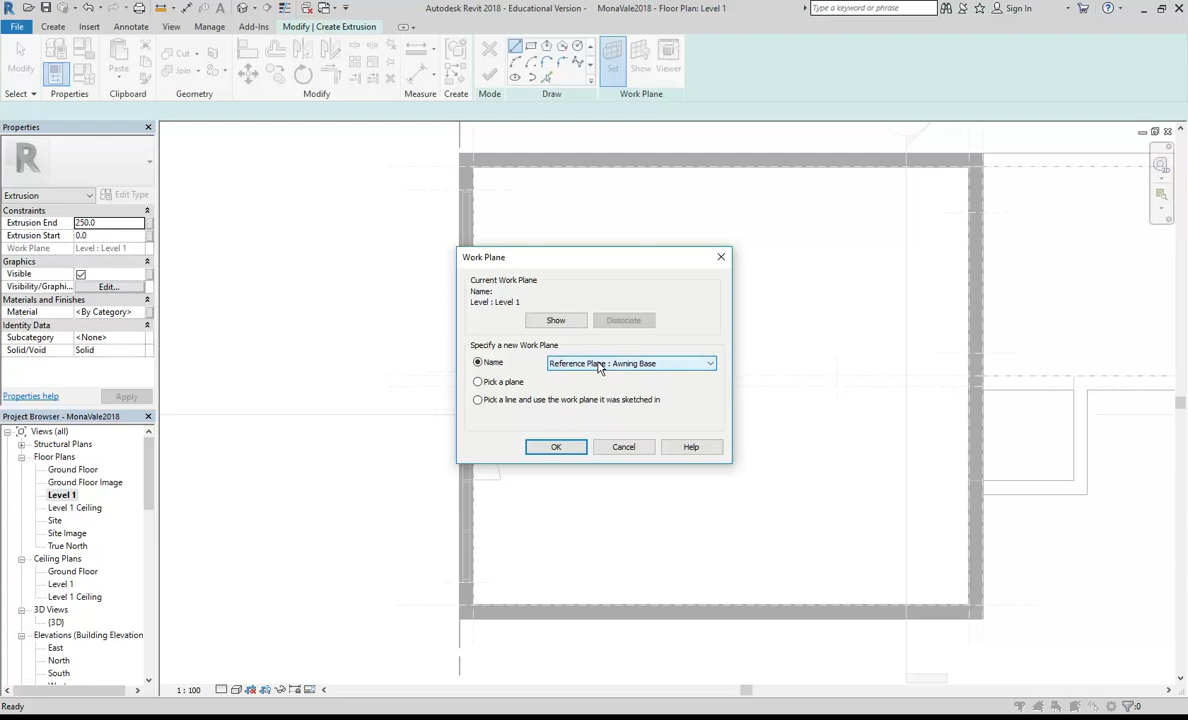 Autodesk Revit 2018 - Educational Version - MonaVale2018 - Floor Plan: Level 1
Type a keyword or phrase
Sign In
File Create Insert Annotate View Manage Add-Ins Modify | Create Extrusion
Modify
Paste
Cut
Join
Set Show Viewer
Select Properties Clipboard Geometry Modify Measure Create Mode Draw Work Plane
Properties
R
Extrusion
Edit Type
Constraints
Extrusion End 250.0
Extrusion Start 0.0
Work Plane Level : Level 1
Graphics
Visible
Visibility/Graphi... Edit...
Materials and Finishes
Material <By Category>
Identity Data
Subcategory <None>
Solid/Void Solid
Properties help Apply
Project Browser - MonaVale2018
Views (all)
Structural Plans
Floor Plans
Ground Floor
Ground Floor Image
Level 1
Level 1 Ceiling
Site
Site Image
True North
Ceiling Plans
Ground Floor
Level 1
Level 1 Ceiling
3D Views
{3D}
Elevations (Building Elevation
East
North
South
Work Plane
Current Work Plane
Name:
Level : Level 1
Show Dissociate
Specify a new Work Plane
Name Reference Plane : Awning Base
Pick a plane
Pick a line and use the work plane it was sketched in
OK Cancel Help
1 : 100
Ready
:0